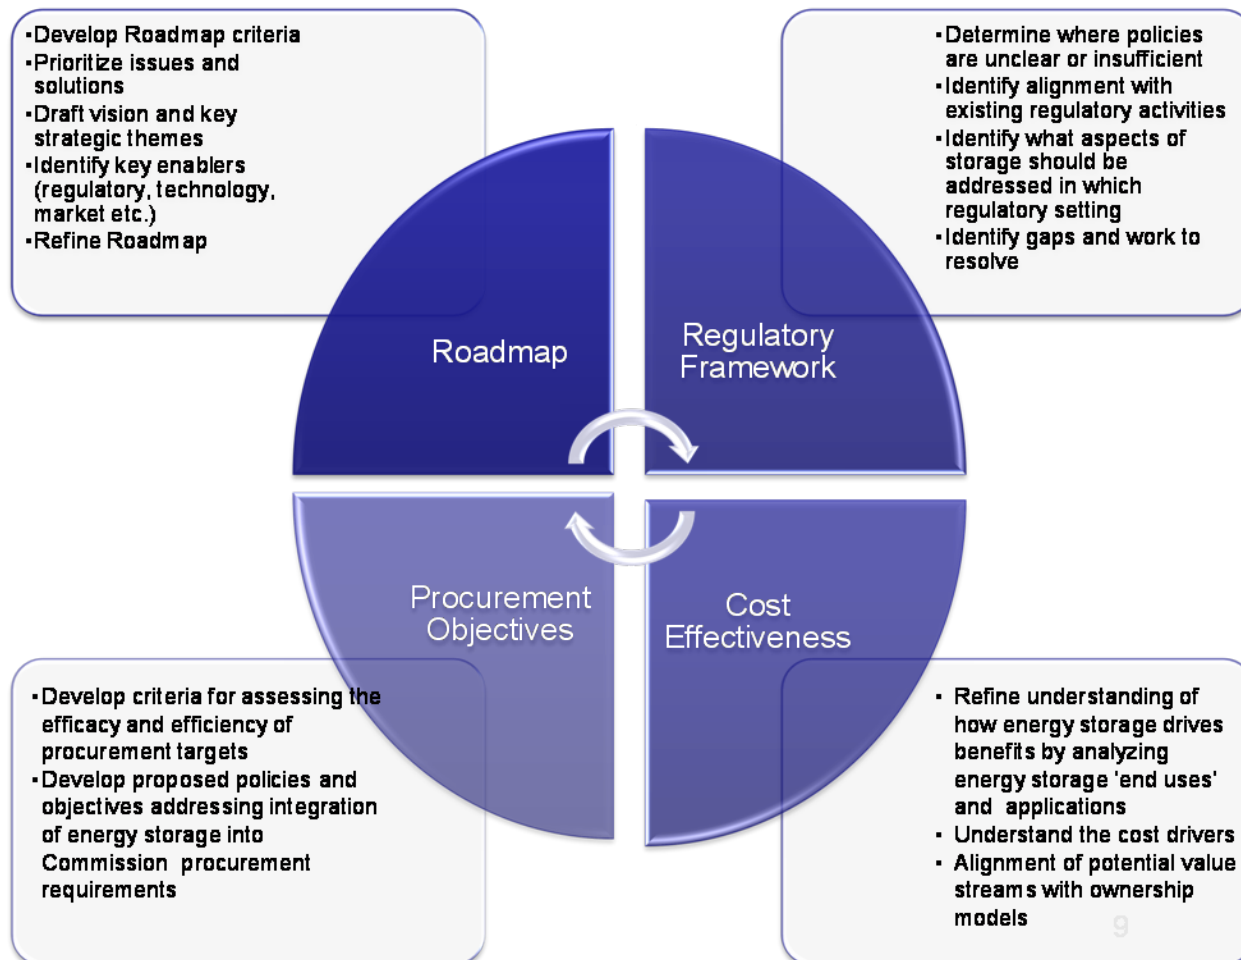 ▪Develop Roadmap criteria
▪Prioritize issues and
solutions
▪Draft vision and key
strategic themes
▪Identify key enablers
(regulatory, technology,
market etc.)
▪Refine Roadmap
▪Determine where policies
are unclear or insufficient
▪Identify alignment with
existing regulatory activities
▪Identify what aspects of
storage should be
addressed in which
regulatory setting
▪Identify gaps and work to
resolve
Roadmap
Regulatory
Framework
Procurement
Objectives
Cost
Effectiveness
▪Develop criteria for assessing the
efficacy and efficiency of
procurement targets
▪Develop proposed policies and
objectives addressing integration
of energy storage into
Commission procurement
requirements
▪ Refine understanding of
how energy storage drives
benefits by analyzing
energy storage 'end uses'
and applications
▪ Understand the cost drivers
▪ Alignment of potential value
streams with ownership
models
9